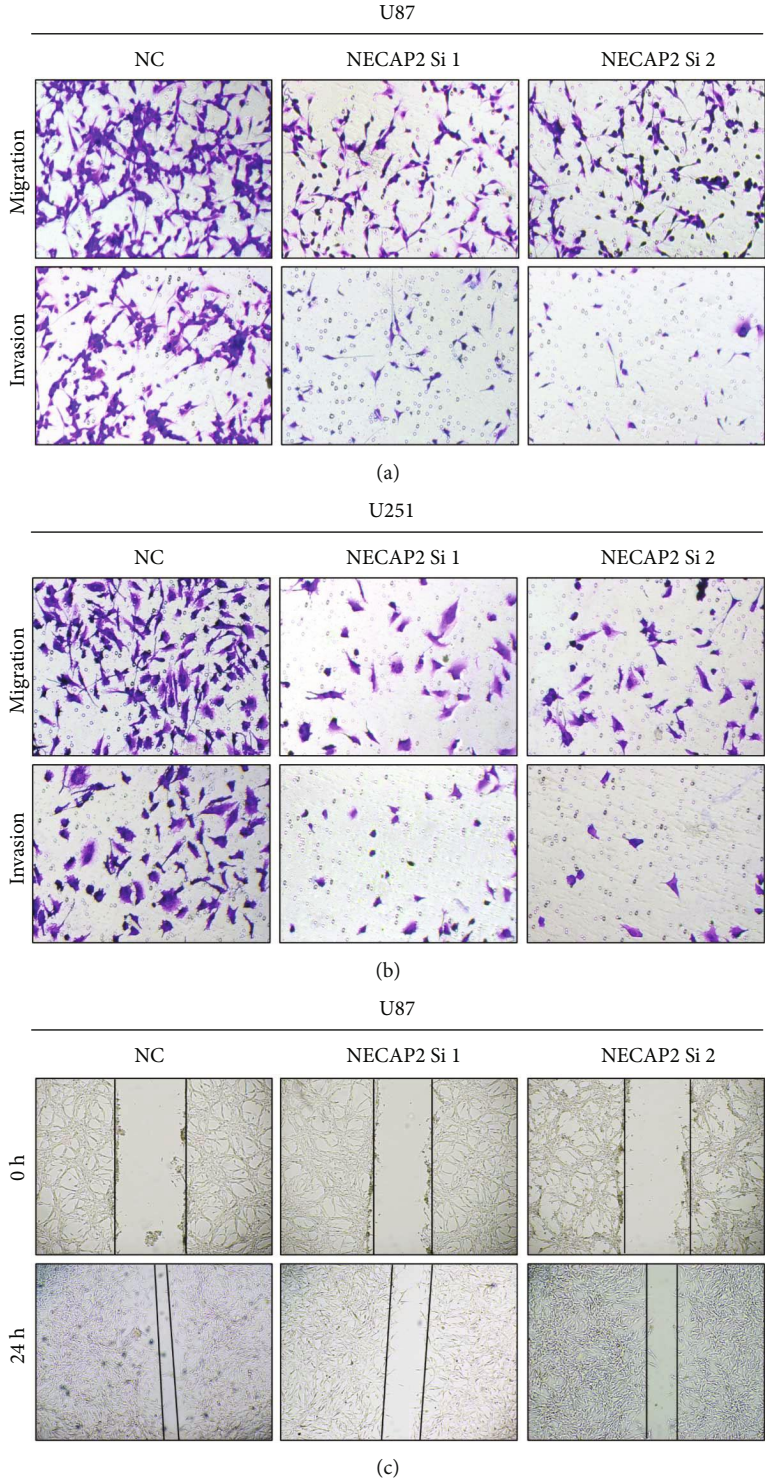 U87
NC NECAP2 Si 1 NECAP2 Si 2
Migration
Invasion
(a)
U251
NC NECAP2 Si 1 NECAP2 Si 2
Migration
Invasion
(b)
U87
NC NECAP2 Si 1 NECAP2 Si 2
0 h
24 h
(c)